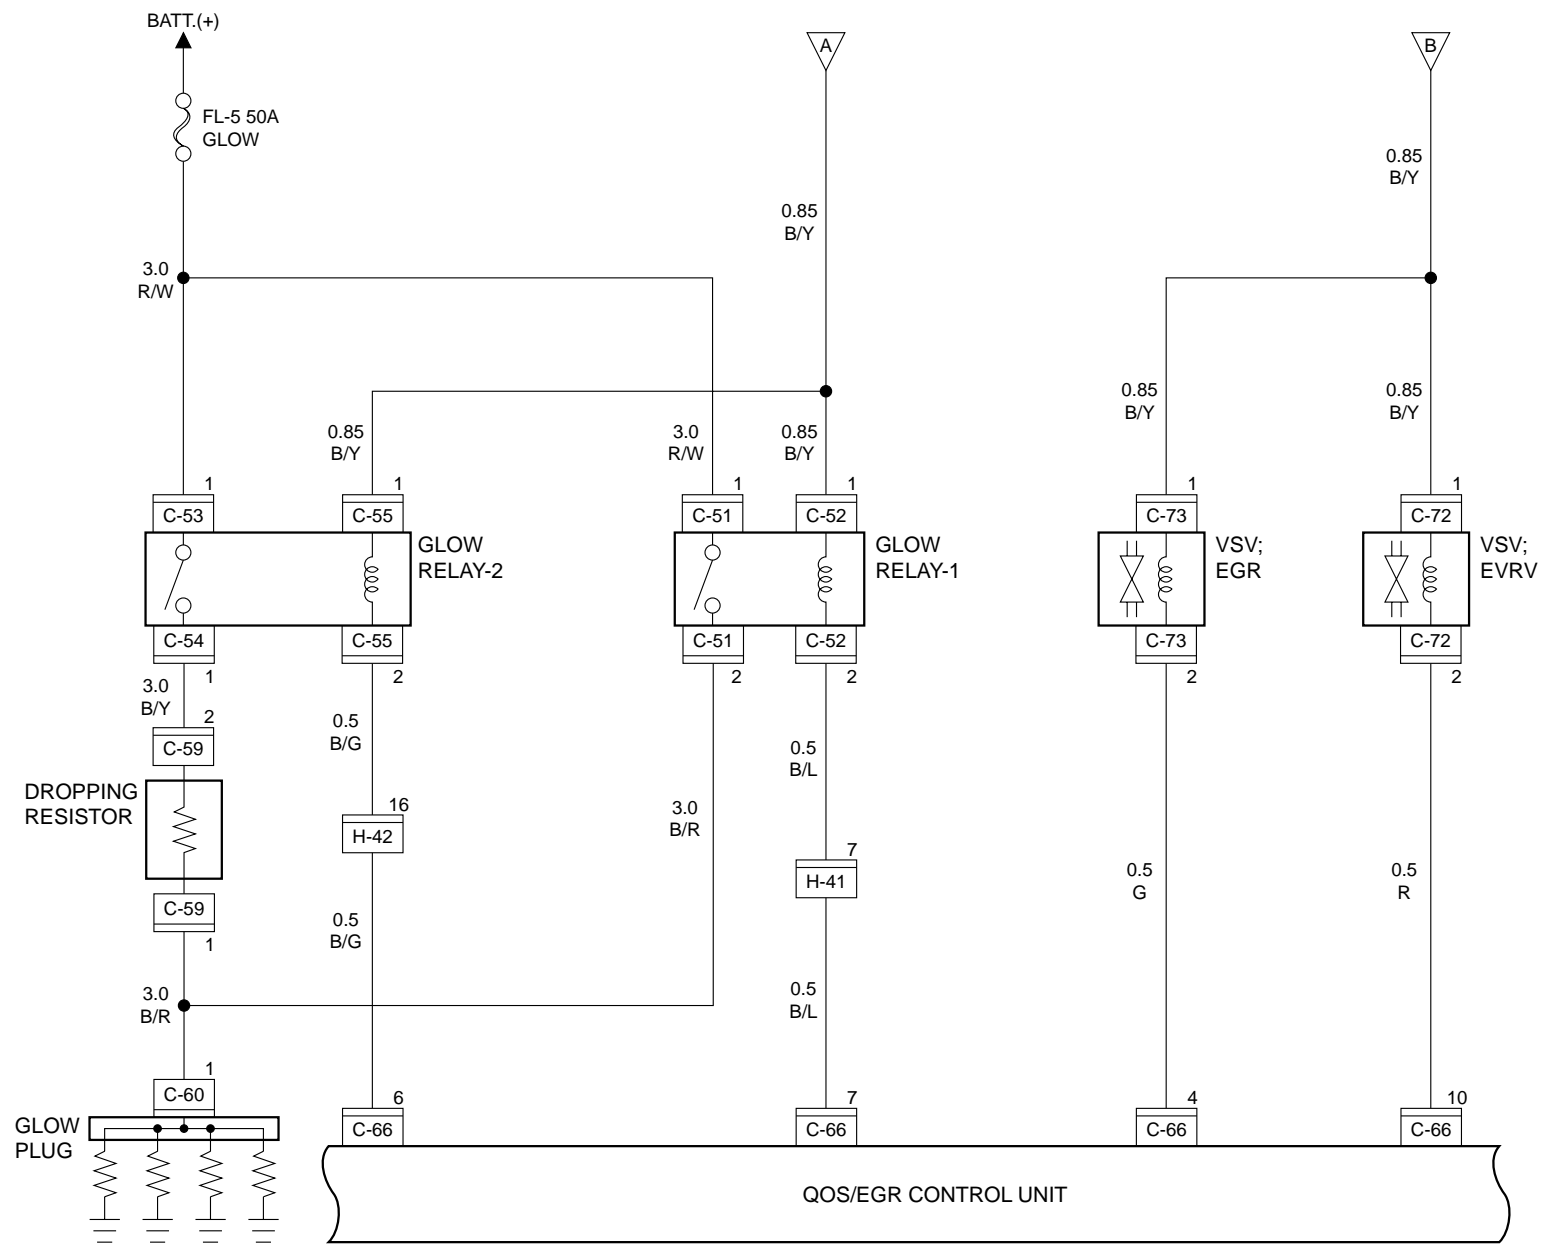 BATT.(+)
A
B
FL-5 50A
GLOW
0.85
B/Y
0.85
B/Y
3.0
R/W
0.85
B/Y
0.85
B/Y
0.85
B/Y
3.0
R/W
0.85
B/Y
1
1
1
1
1
1
C-53
C-55
C-51
C-52
C-73
C-72
GLOW
RELAY-2
GLOW
RELAY-1
VSV;
EGR
VSV;
EVRV
C-54
C-55
C-51
C-52
C-73
C-72
1
2
2
2
2
2
3.0
B/Y
2
C-59
0.5
B/G
0.5
B/L
DROPPING
RESISTOR
16
H-42
3.0
B/R
7
H-41
0.5
G
0.5
R
C-59
1
0.5
B/G
3.0
B/R
0.5
B/L
1
C-60
6
7
4
10
GLOW
PLUG
C-66
C-66
C-66
C-66
QOS/EGR CONTROL UNIT